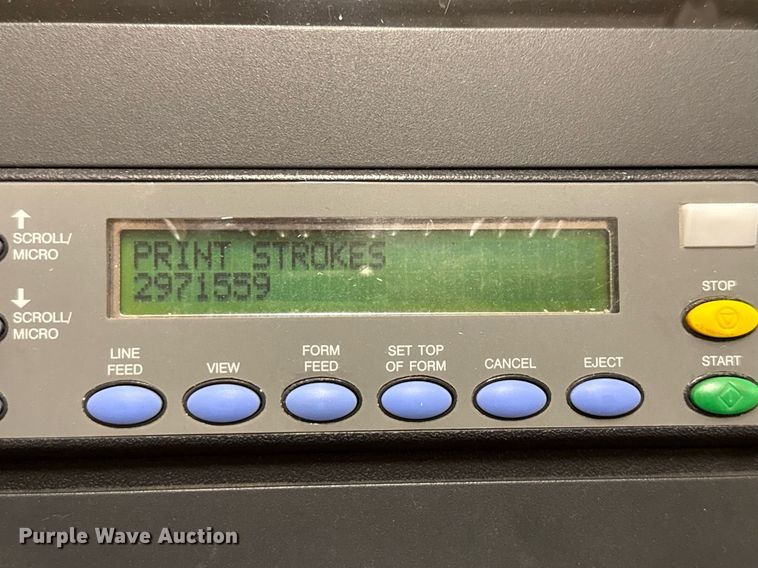 ↑
SCROLL/
MICRO
PRINT STROKES
2971559
↓
SCROLL/
MICRO
STOP
LINE
FEED
VIEW
FORM
FEED
SET TOP
OF FORM
CANCEL
EJECT
START
Purple Wave Auction